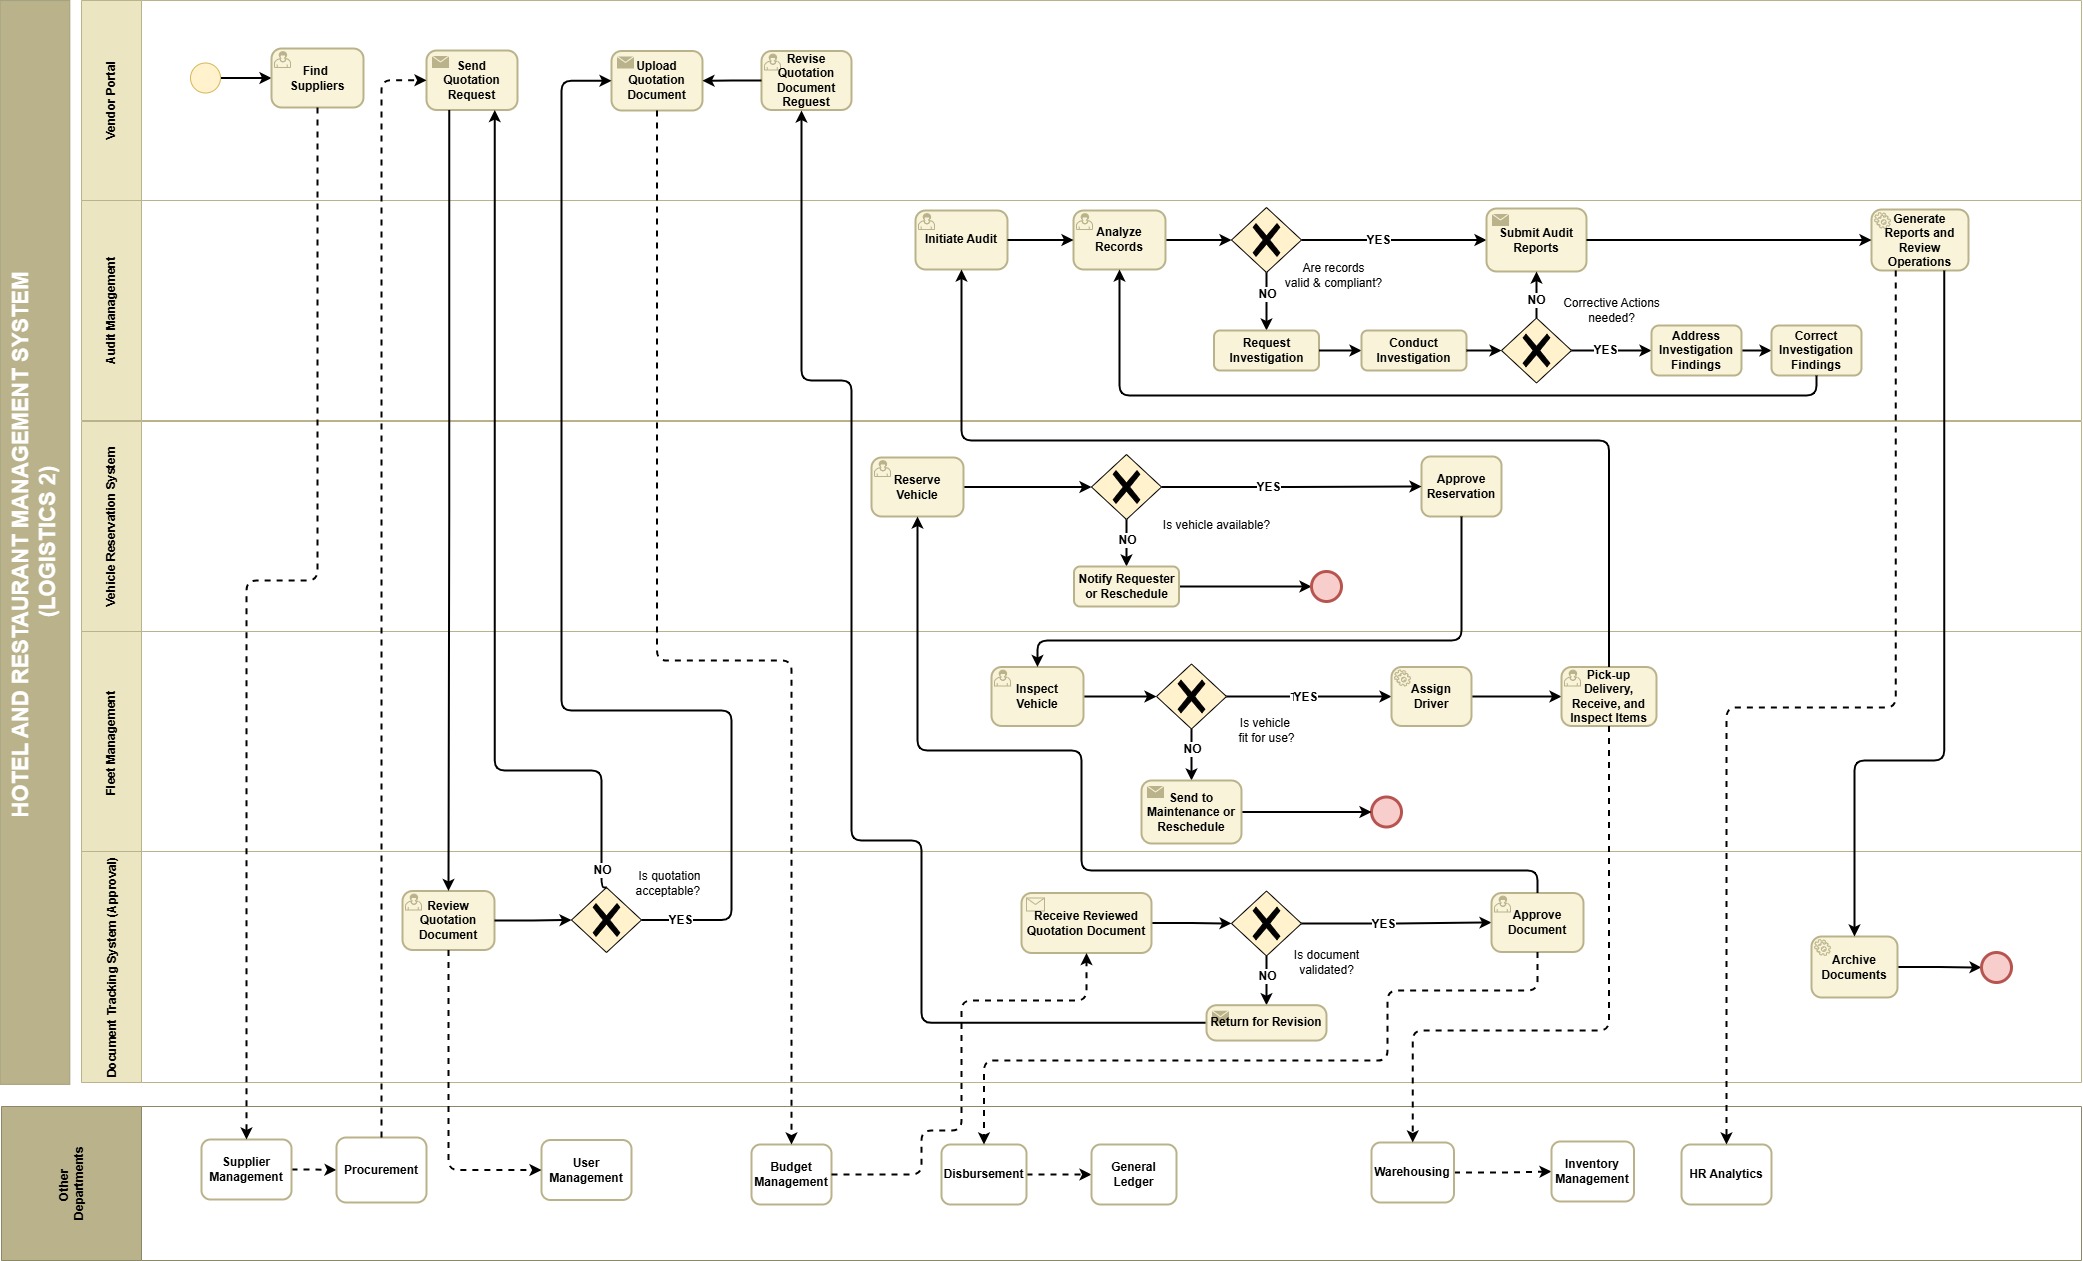 HOTEL AND RESTAURANT MANAGEMENT SYSTEM
(LOGISTICS 2)
Vendor Portal
Find
Suppliers
Send
Quotation
Request
Upload
Quotation
Document
Revise
Quotation
Document
Reguest
Audit Management
Initiate Audit
Analyze
Records
YES
Are records
valid & compliant?
NO
Submit Audit
Reports
Generate
Reports and
Review
Operations
Request
Investigation
Conduct
Investigation
NO
Corrective Actions
needed?
YES
Address
Investigation
Findings
Correct
Investigation
Findings
Vehicle Reservation System
Reserve
Vehicle
YES
Is vehicle available?
NO
Approve
Reservation
Notify Requester
or Reschedule
Fleet Management
Inspect
Vehicle
YES
Is vehicle
fit for use?
NO
Assign
Driver
Pick-up
Delivery,
Receive, and
Inspect Items
Send to
Maintenance or
Reschedule
Document Tracking System (Approval)
Review
Quotation
Document
NO
Is quotation
acceptable?
YES
Receive Reviewed
Quotation Document
YES
Is document
validated?
NO
Approve
Document
Return for Revision
Archive
Documents
Other
Departments
Supplier
Management
Procurement
User
Management
Budget
Management
Disbursement
General
Ledger
Warehousing
Inventory
Management
HR Analytics